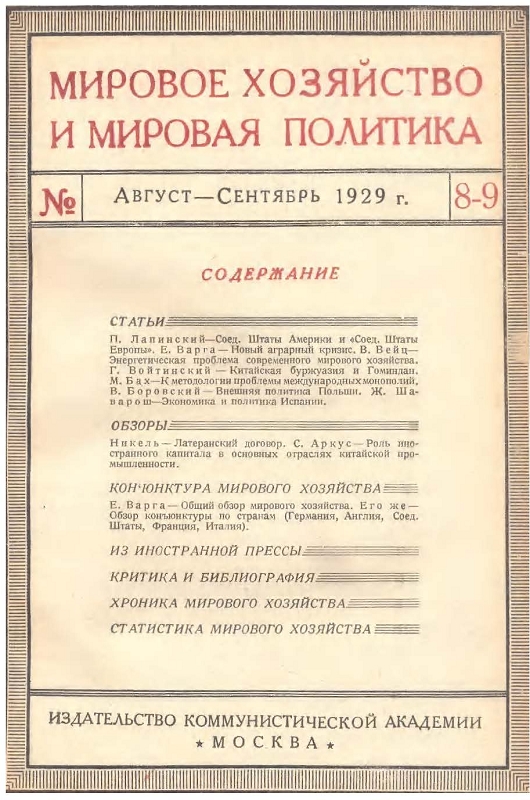 МИРОВОЕ ХОЗЯЙСТВО
И МИРОВАЯ ПОЛИТИКА
№ АВГУСТ—СЕНТЯБРЬ 1929 г. 8-9
СОДЕРЖАНИЕ
СТАТЬИ
П. Лапинский—Соед. Штаты Америки и «Соед. Штаты
Европы». Е. Варга—Новый аграрный кризис. В. Вейц—
Энергетическая проблема современного мирового хозяйства.
Г. Войтинский—Китайская буржуазия и Гоминдан.
М. Бах—К методологии проблемы международных монополий,
В. Боровский—Внешняя политика Польши. Ж. Ша-
варош—Экономика и политика Испании.
ОБЗОРЫ
Никель—Латеранский договор. С. Аркус—Роль ино-
странного капитала в основных отраслях китайской про-
мышленности.
КОНЪЮНКТУРА МИРОВОГО ХОЗЯЙСТВА
Е. Варга—Общий обзор мирового хозяйства. Его же—
Обзор конъюнктуры по странам (Германия, Англия, Соед.
Штаты, Франция, Италия).
ИЗ ИНОСТРАННОЙ ПРЕССЫ
КРИТИКА И БИБЛИОГРАФИЯ
ХРОНИКА МИРОВОГО ХОЗЯЙСТВА
СТАТИСТИКА МИРОВОГО ХОЗЯЙСТВА
ИЗДАТЕЛЬСТВО КОММУНИСТИЧЕСКОЙ АКАДЕМИИ
★ МОСКВА ★